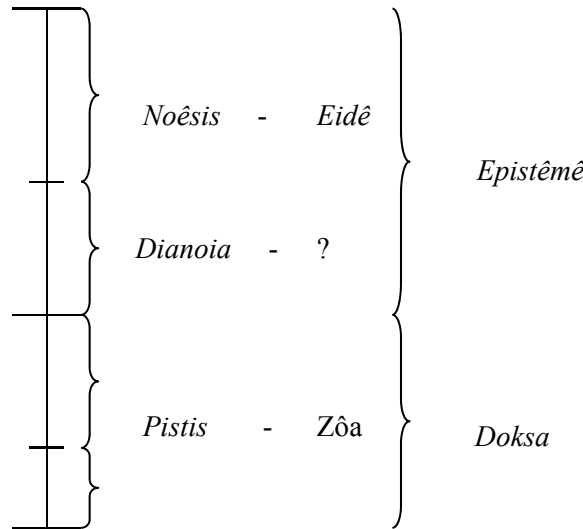 Noêsis - Eidê
Epistêmê
Dianoia - ?
Pistis - Zôa
Doksa